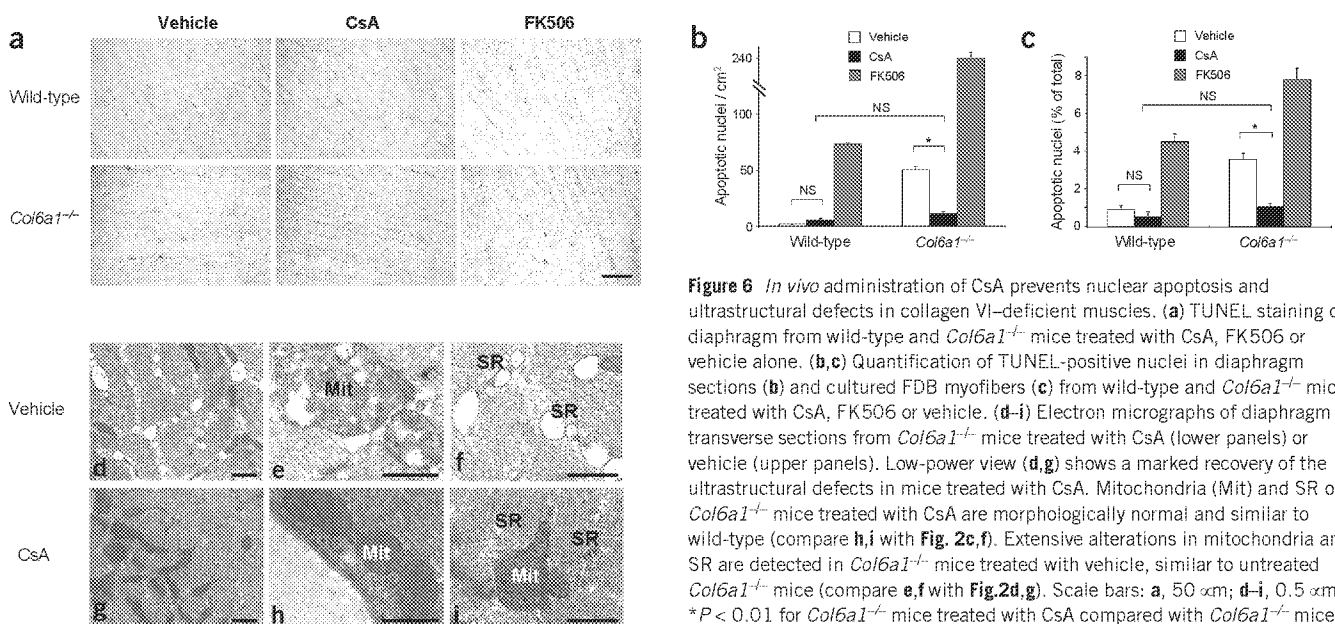 Vehicle CsA FK506
a
Wild-type
Col6a1⁻/⁻
Vehicle
Mit
SR
SR
d
e
f
CsA
SR
SR
Mit
Mit
g
h
i
b
Vehicle
CsA
FK506
Apoptotic nuclei / cm²
240
100
50
0
NS
*
NS
Wild-type Col6a1⁻/⁻
c
Vehicle
CsA
FK506
Apoptotic nuclei (% of total)
8
6
4
2
0
NS
*
NS
Wild-type Col6a1⁻/⁻
Figure 6 In vivo administration of CsA prevents nuclear apoptosis and
ultrastructural defects in collagen VI–deficient muscles. (a) TUNEL staining o
diaphragm from wild-type and Col6a1⁻/⁻ mice treated with CsA, FK506 or
vehicle alone. (b,c) Quantification of TUNEL-positive nuclei in diaphragm
sections (b) and cultured FDB myofibers (c) from wild-type and Col6a1⁻/⁻ mic
treated with CsA, FK506 or vehicle. (d–i) Electron micrographs of diaphragm
transverse sections from Col6a1⁻/⁻ mice treated with CsA (lower panels) or
vehicle (upper panels). Low-power view (d,g) shows a marked recovery of the
ultrastructural defects in mice treated with CsA. Mitochondria (Mit) and SR o
Col6a1⁻/⁻ mice treated with CsA are morphologically normal and similar to
wild-type (compare h,i with Fig. 2c,f). Extensive alterations in mitochondria an
SR are detected in Col6a1⁻/⁻ mice treated with vehicle, similar to untreated
Col6a1⁻/⁻ mice (compare e,f with Fig.2d,g). Scale bars: a, 50 ∝m; d–i, 0.5 ∝m
*P < 0.01 for Col6a1⁻/⁻ mice treated with CsA compared with Col6a1⁻/⁻ mice